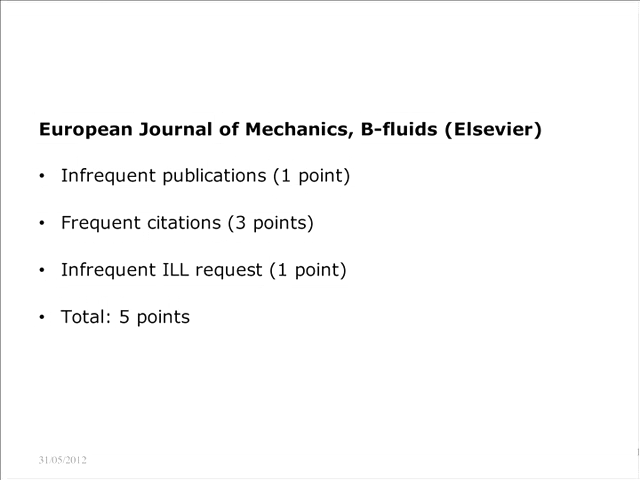 European Journal of Mechanics, B-fluids (Elsevier)
• Infrequent publications (1 point)
• Frequent citations (3 points)
• Infrequent ILL request (1 point)
• Total: 5 points
31/05/2012